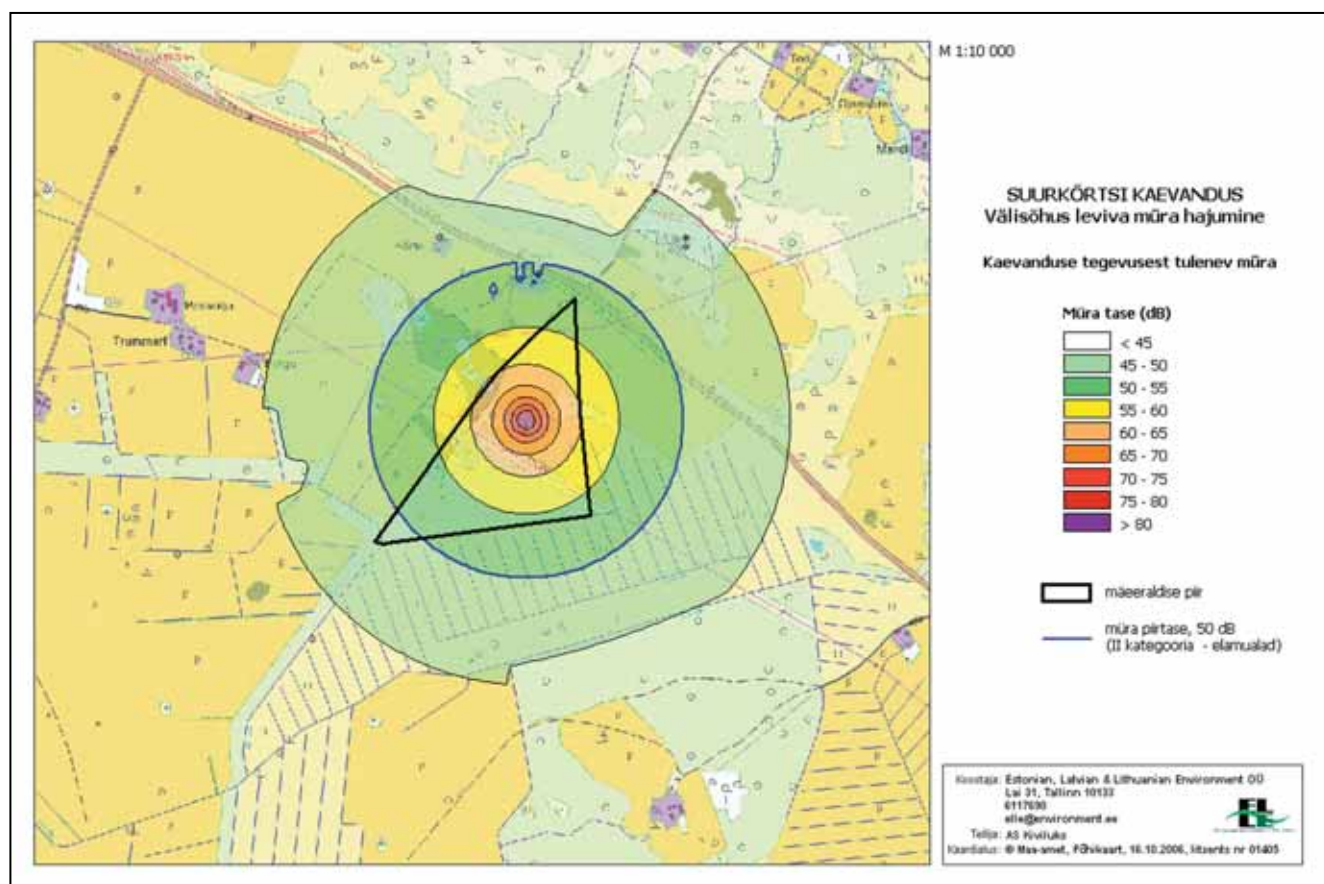 M 1:10 000
SUURKÕRTSI KAEVANDUS
Välisõhus leviva müra hajumine
Kaevanduse tegevusest tulenev müra
Müra tase (dB)
< 45
45 - 50
50 - 55
55 - 60
60 - 65
65 - 70
70 - 75
75 - 80
> 80
mäeeraldise piir
müra piirtase, 50 dB
(II kategooria - elamualad)
Koostaja: Estonian, Latvian & Lithuanian Environment OÜ
Lai 31, Tallinn 10133
6117690
elle@environment.ee
Tellija: AS Kiviluks
Kaardialus: © Maa-amet, Põhikaart, 16.10.2006, litsents nr 01405
Trummari
Mardi